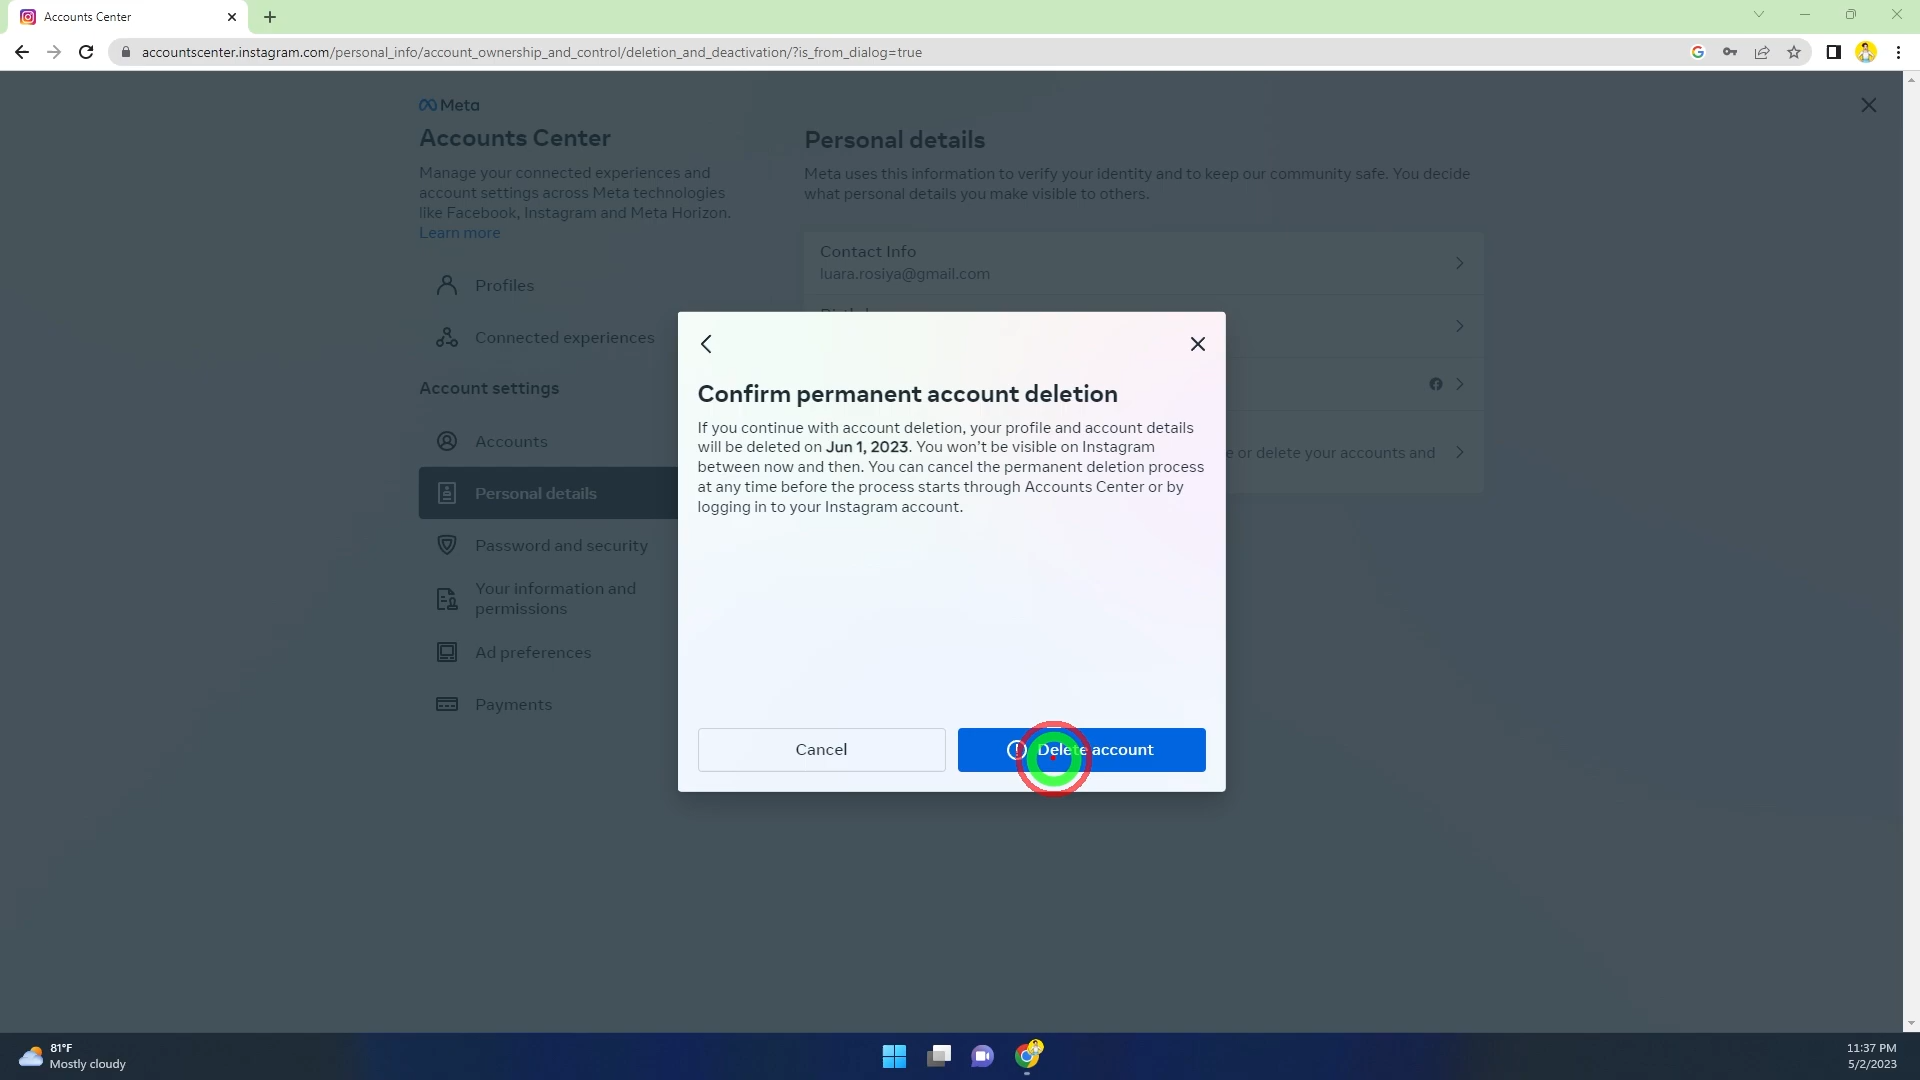 Accounts Center
accountscenter.instagram.com/personal_info/account_ownership_and_control/deletion_and_deactivation/?is_from_dialog=true
Meta
Accounts Center
Manage your connected experiences and
account settings across Meta technologies
like Facebook, Instagram and Meta Horizon.
Learn more
Profiles
Connected experiences
Account settings
Accounts
Personal details
Password and security
Your information and
permissions
Ad preferences
Payments
Personal details
Meta uses this information to verify your identity and to keep our community safe. You decide
what personal details you make visible to others.
Contact Info
luara.rosiya@gmail.com
e or delete your accounts and
Confirm permanent account deletion
If you continue with account deletion, your profile and account details
will be deleted on Jun 1, 2023. You won't be visible on Instagram
between now and then. You can cancel the permanent deletion process
at any time before the process starts through Accounts Center or by
logging in to your Instagram account.
Cancel
Delete account
81°F
Mostly cloudy
11:37 PM
5/2/2023